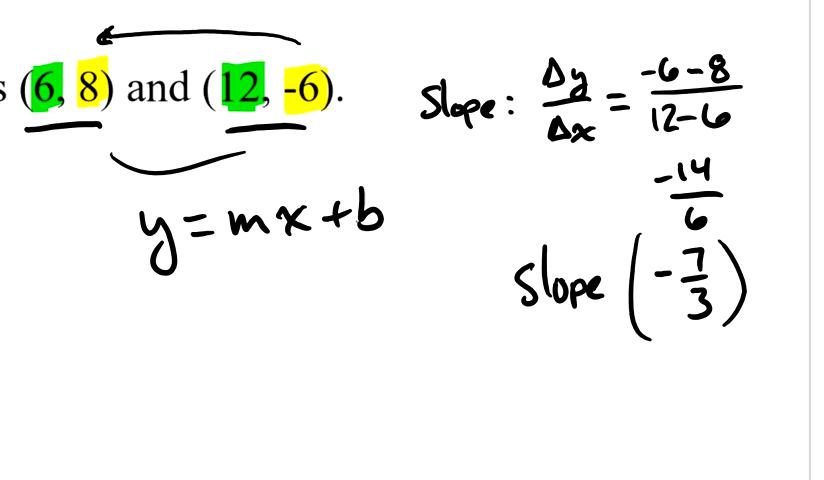 s (6, 8) and (12, -6).
Slope: Δy/Δx = -6-8/12-6
-14/6
y = mx + b
slope (-7/3)